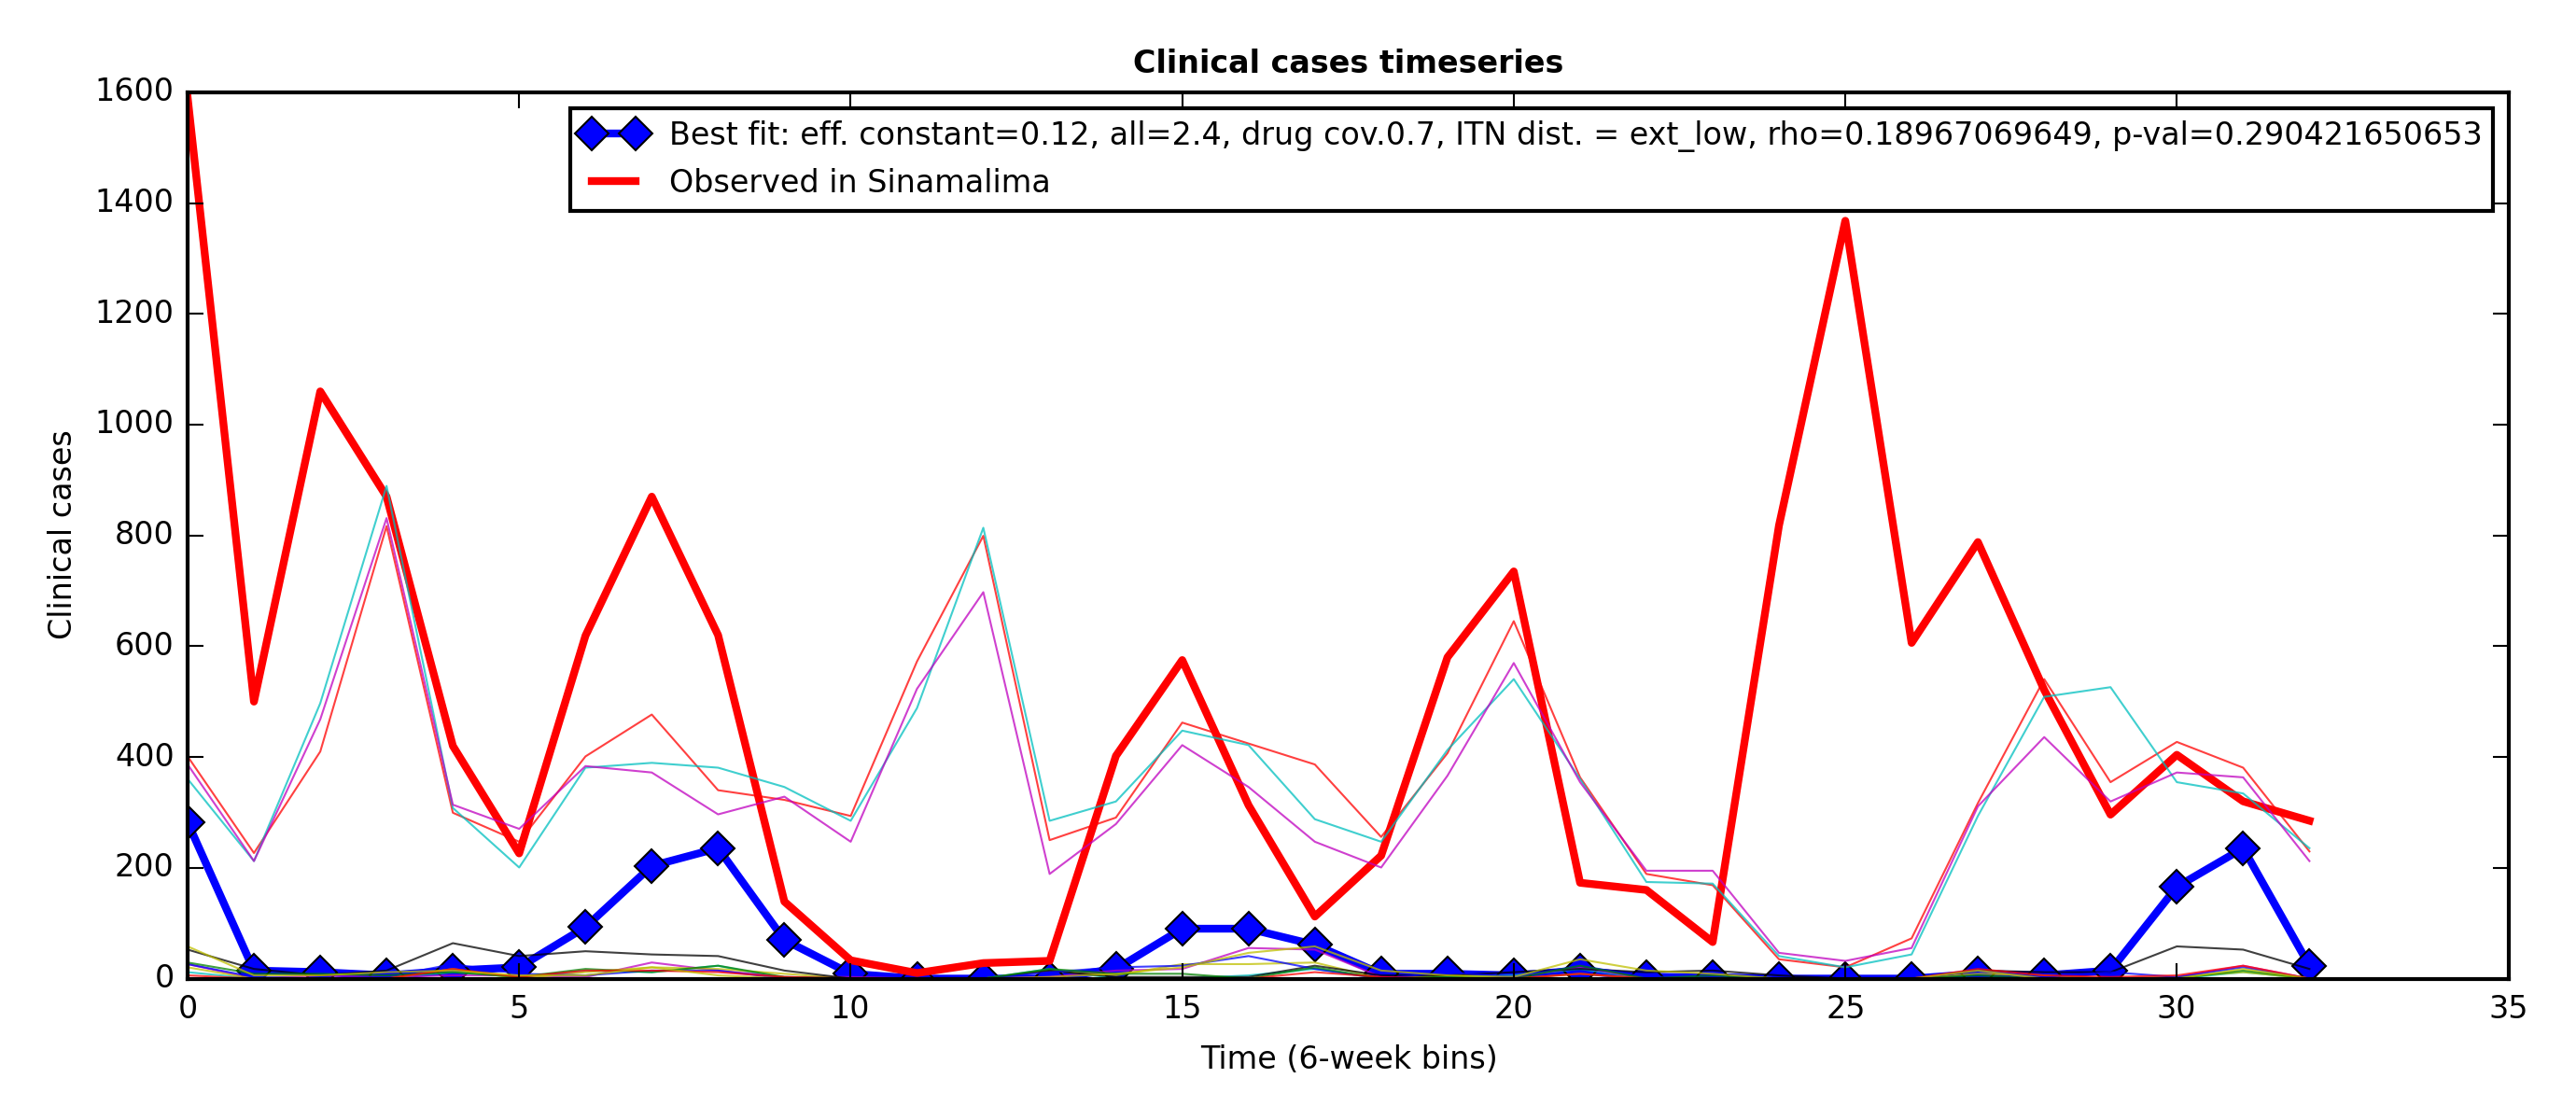 Clinical cases timeseries
1600
1400
1200
1000
800
600
400
200
0
Clinical cases
Best fit: eff. constant=0.12, all=2.4, drug cov.0.7, ITN dist. = ext_low, rho=0.18967069649, p-val=0.290421650653
Observed in Sinamalima
0 5 10 15 20 25 30 35
Time (6-week bins)